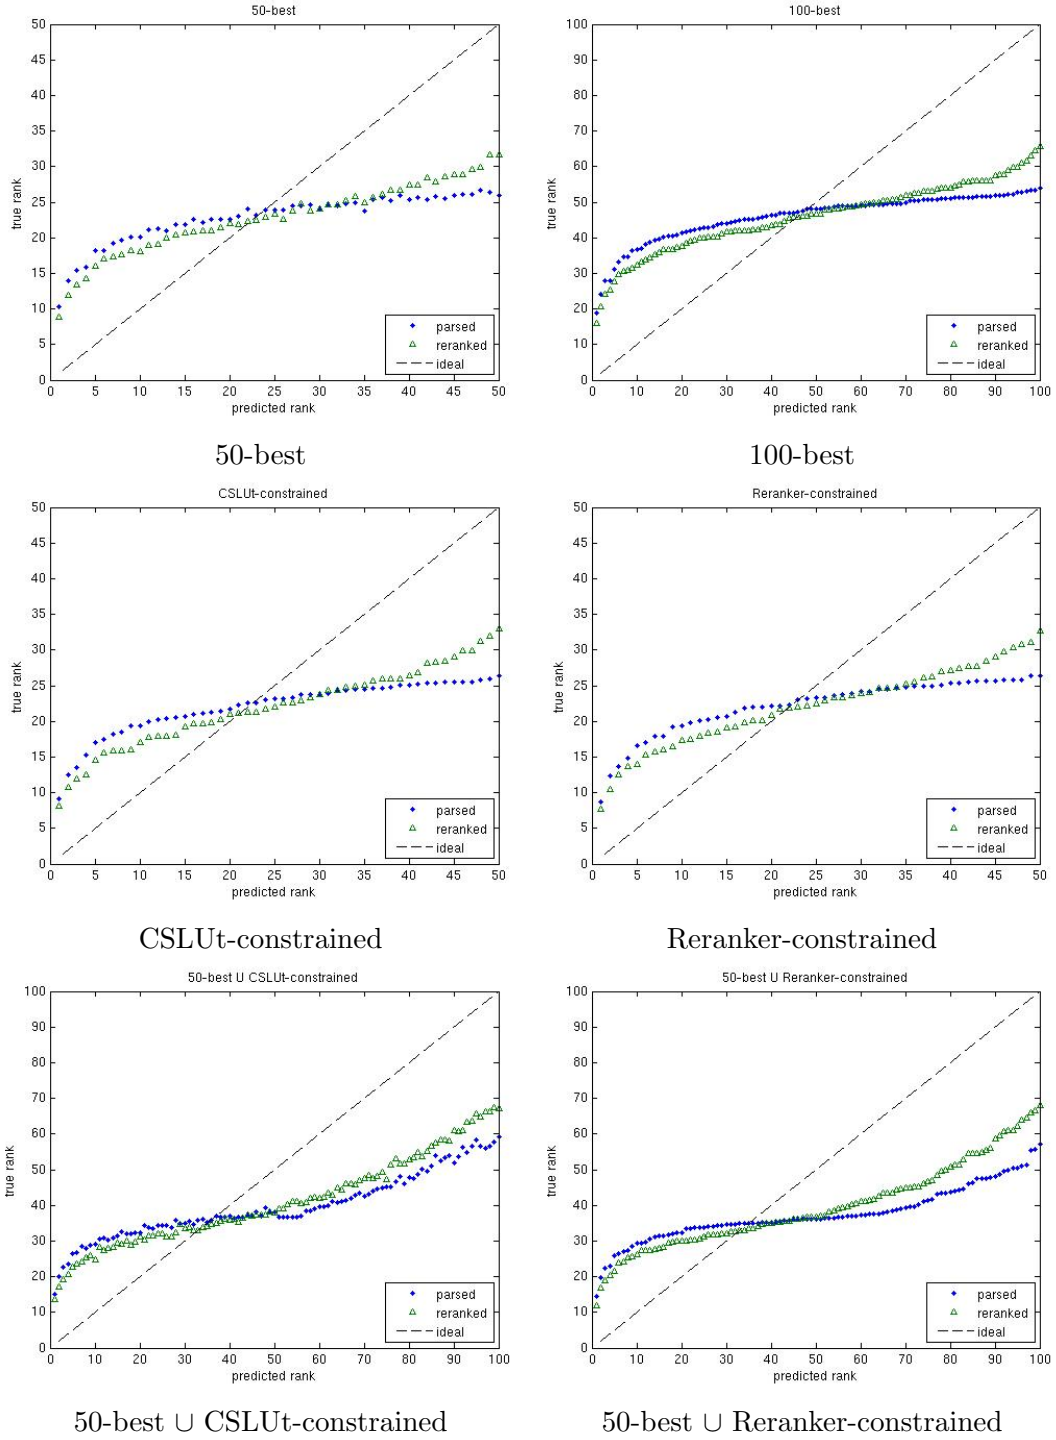 50-best
50
45
40
35
30
25
20
15
10
5
0
true rank
0 5 10 15 20 25 30 35 40 45 50
predicted rank
parsed
reranked
ideal
50-best
100-best
100
90
80
70
60
50
40
30
20
10
0
true rank
0 10 20 30 40 50 60 70 80 90 100
predicted rank
parsed
reranked
ideal
100-best
CSLUt-constrained
50
45
40
35
30
25
20
15
10
5
0
true rank
0 5 10 15 20 25 30 35 40 45 50
predicted rank
parsed
reranked
ideal
CSLUt-constrained
Reranker-constrained
50
45
40
35
30
25
20
15
10
5
0
true rank
0 5 10 15 20 25 30 35 40 45 50
predicted rank
parsed
reranked
ideal
Reranker-constrained
50-best U CSLUt-constrained
100
90
80
70
60
50
40
30
20
10
0
true rank
0 10 20 30 40 50 60 70 80 90 100
predicted rank
parsed
reranked
ideal
50-best ∪ CSLUt-constrained
50-best U Reranker-constrained
100
90
80
70
60
50
40
30
20
10
0
true rank
0 10 20 30 40 50 60 70 80 90 100
predicted rank
parsed
reranked
ideal
50-best ∪ Reranker-constrained